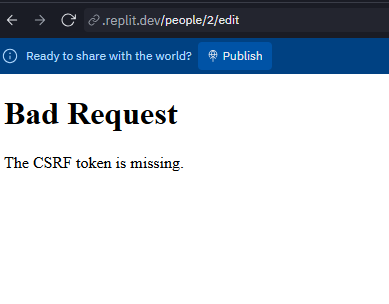 .replit.dev/people/2/edit
Ready to share with the world? Publish
Bad Request
The CSRF token is missing.